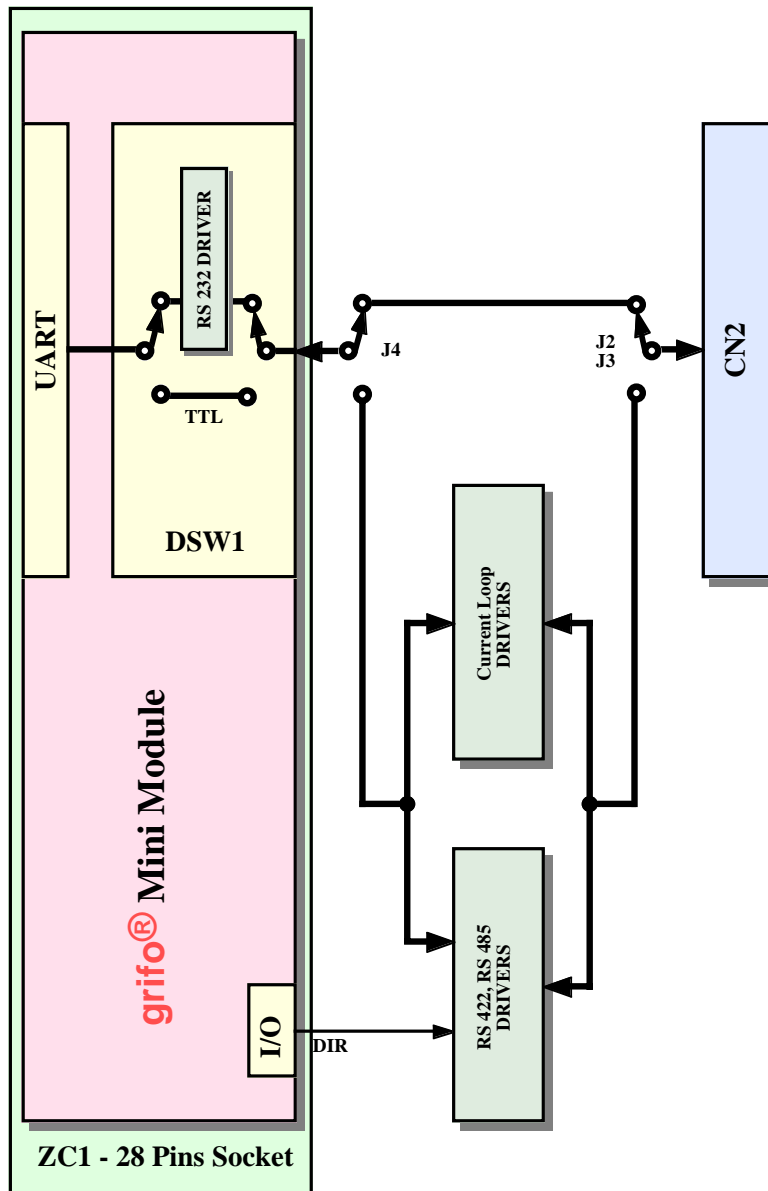 UART
RS 232 DRIVER
TTL
DSW1
J4
J2
J3
CN2
Current Loop
DRIVERS
grifo® Mini Module
RS 422, RS 485
DRIVERS
I/O
DIR
ZC1 - 28 Pins Socket